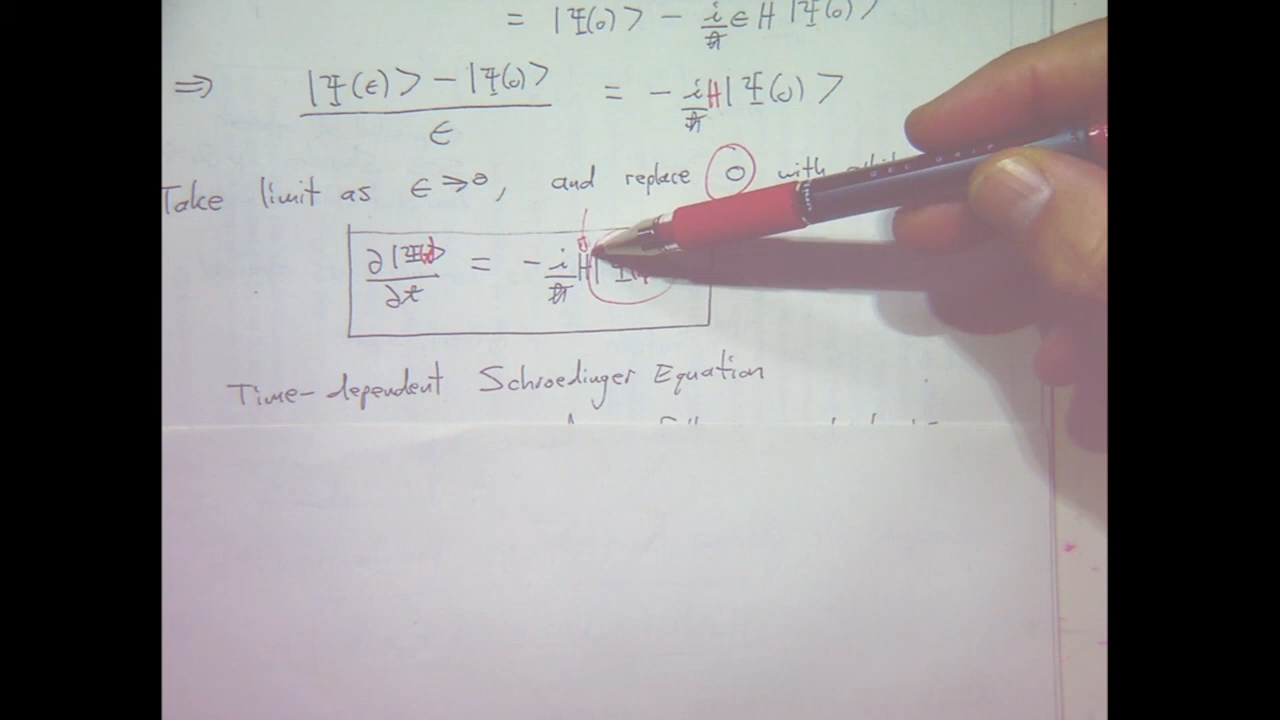 = |Ψ(0)> - i/ħ ϵ H |Ψ(0)>
⇒ |Ψ(ϵ)> - |Ψ(0)> / ϵ = - i/ħ H |Ψ(0)>
Take limit as ϵ → 0, and replace 0 with
∂|Ψ(t)> / ∂t = - i/ħ H |Ψ(
Time-dependent Schroedinger Equation